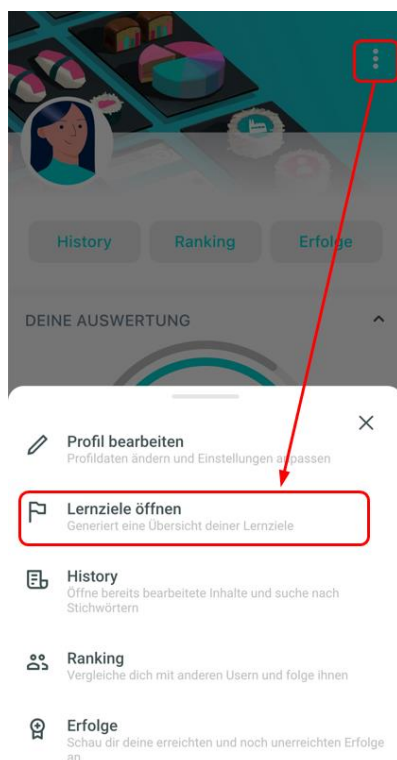 History Ranking Erfolge
DEINE AUSWERTUNG
Profil bearbeiten
Profildaten ändern und Einstellungen anpassen
Lernziele öffnen
Generiert eine Übersicht deiner Lernziele
History
Öffne bereits bearbeitete Inhalte und suche nach
Stichwörtern
Ranking
Vergleiche dich mit anderen Usern und folge ihnen
Erfolge
Schau dir deine erreichten und noch unerreichten Erfolge
an